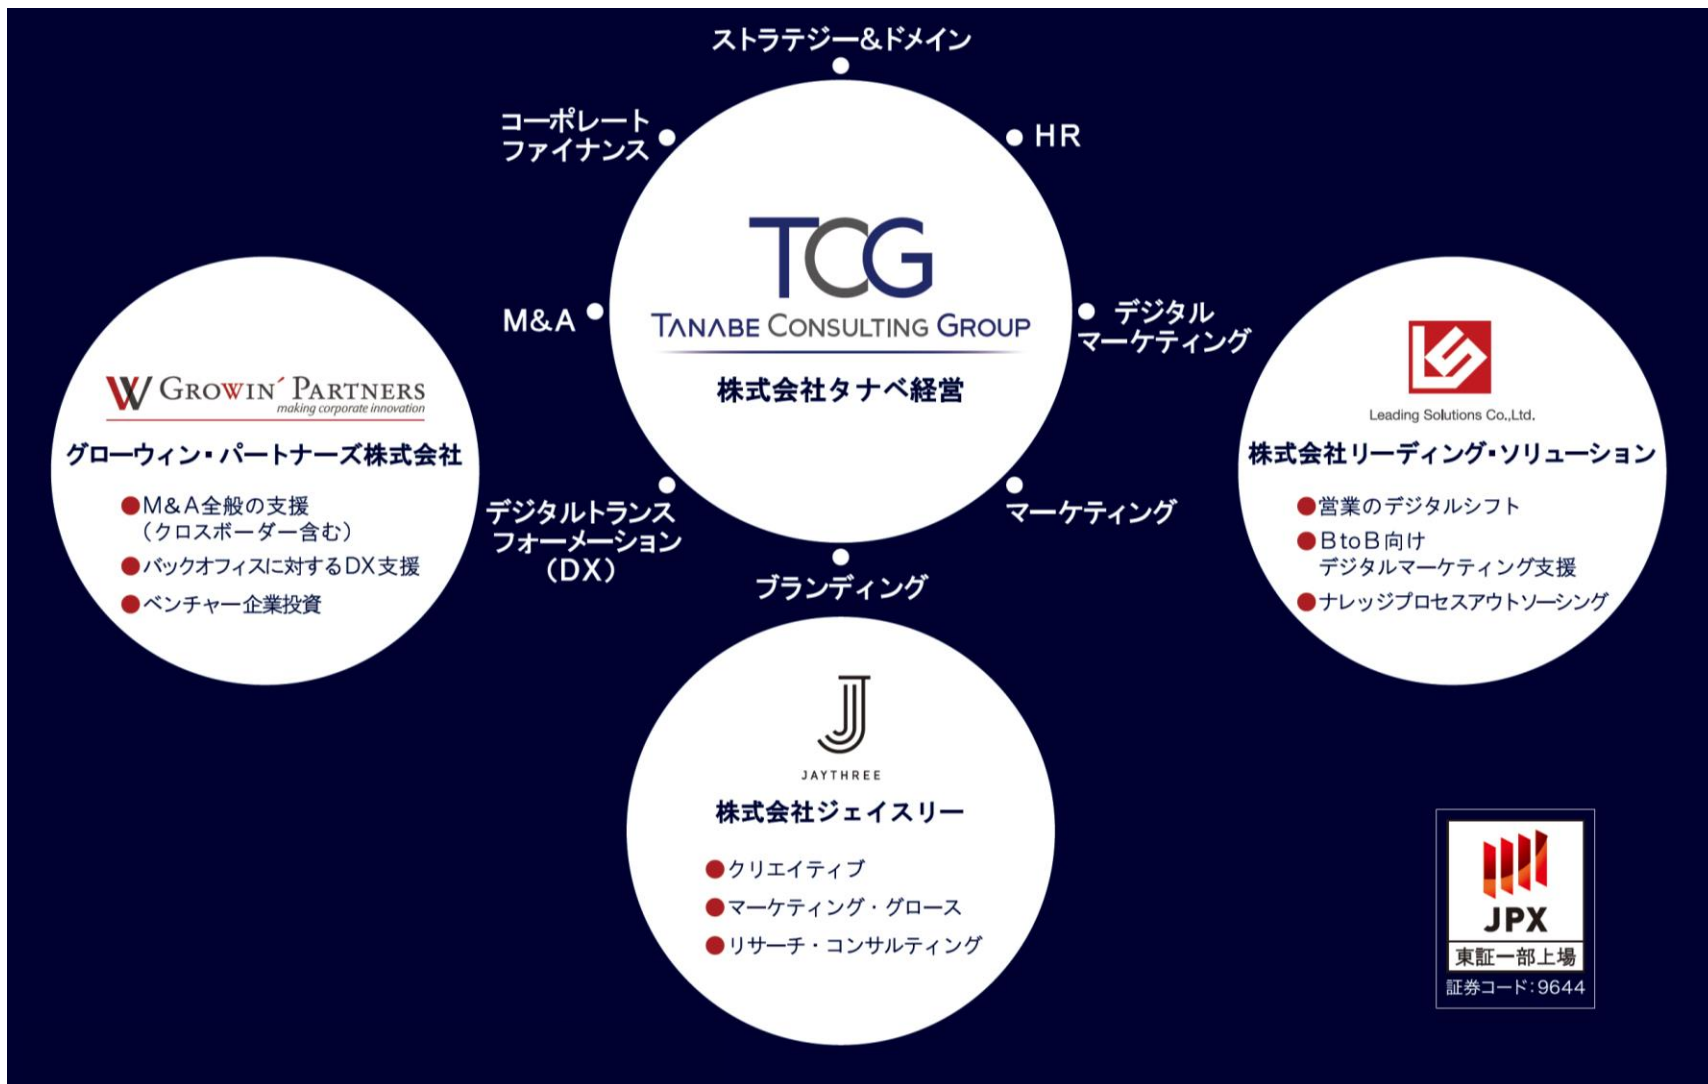 ストラテジー&ドメイン
コーポレート
ファイナンス
HR
TCG
TANABE CONSULTING GROUP
株式会社タナベ経営
M&A
デジタル
マーケティング
デジタルトランス
フォーメーション
(DX)
マーケティング
ブランディング
GROWIN´ PARTNERS
making corporate innovation
グローウィン・パートナーズ株式会社
●M&A全般の支援
(クロスボーダー含む)
●バックオフィスに対するDX支援
●ベンチャー企業投資
LS
Leading Solutions Co.,Ltd.
株式会社リーディング・ソリューション
●営業のデジタルシフト
●BtoB向け
デジタルマーケティング支援
●ナレッジプロセスアウトソーシング
J
JAYTHREE
株式会社ジェイスリー
●クリエイティブ
●マーケティング・グロース
●リサーチ・コンサルティング
JPX
東証一部上場
証券コード:9644